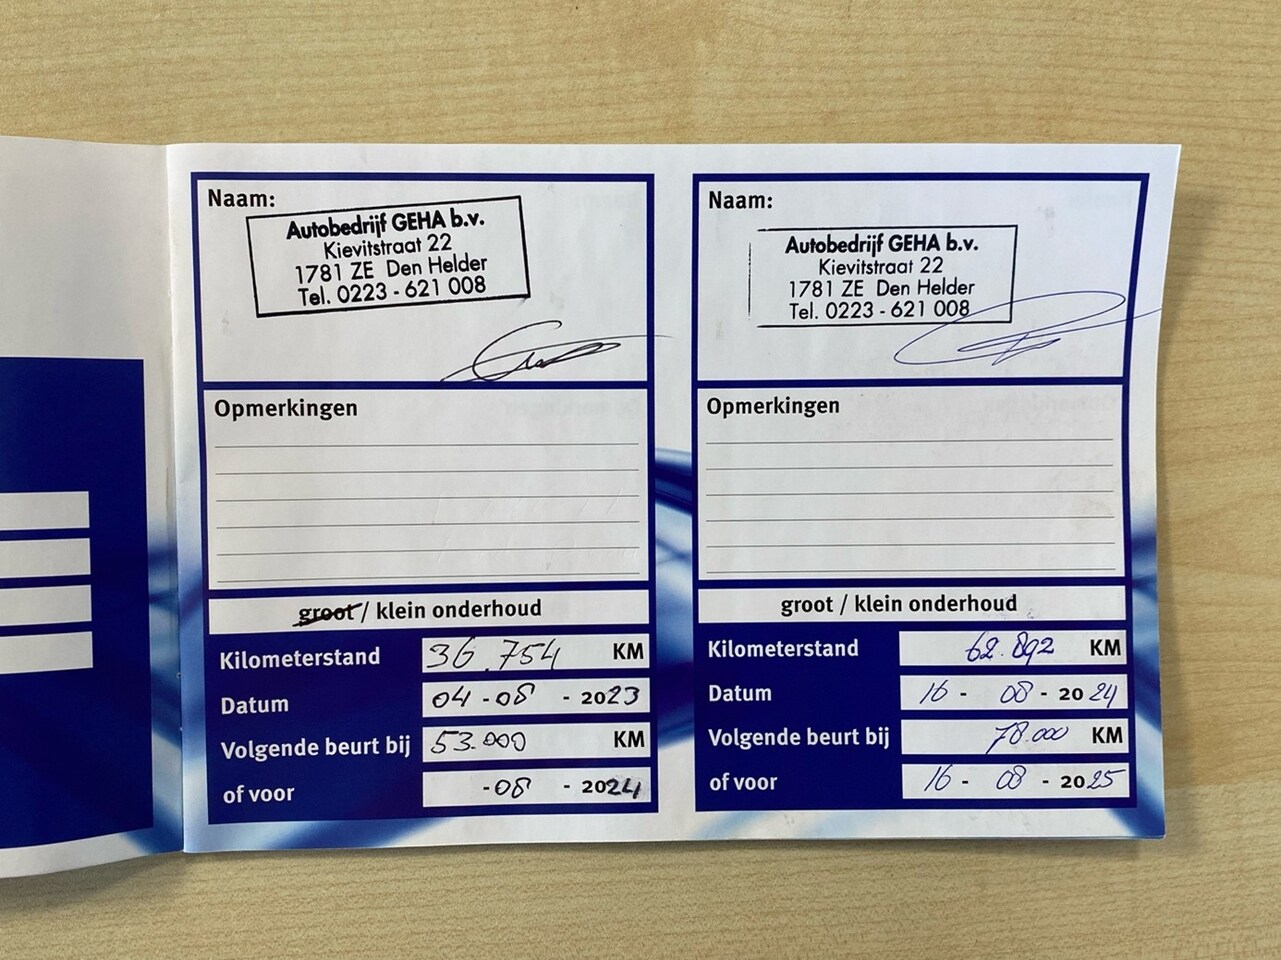 Naam:
Autobedrijf GEHA b.v.
Kievitstraat 22
1781 ZE Den Helder
Tel. 0223 - 621 008
Opmerkingen
groot / klein onderhoud
Kilometerstand 36.754 KM
Datum 04 - 08 - 2023
Volgende beurt bij 53.000 KM
of voor - 08 - 2024
Naam:
Autobedrijf GEHA b.v.
Kievitstraat 22
1781 ZE Den Helder
Tel. 0223 - 621 008
Opmerkingen
groot / klein onderhoud
Kilometerstand 62.892 KM
Datum 16 - 08 - 2024
Volgende beurt bij 78.000 KM
of voor 16 - 08 - 2025